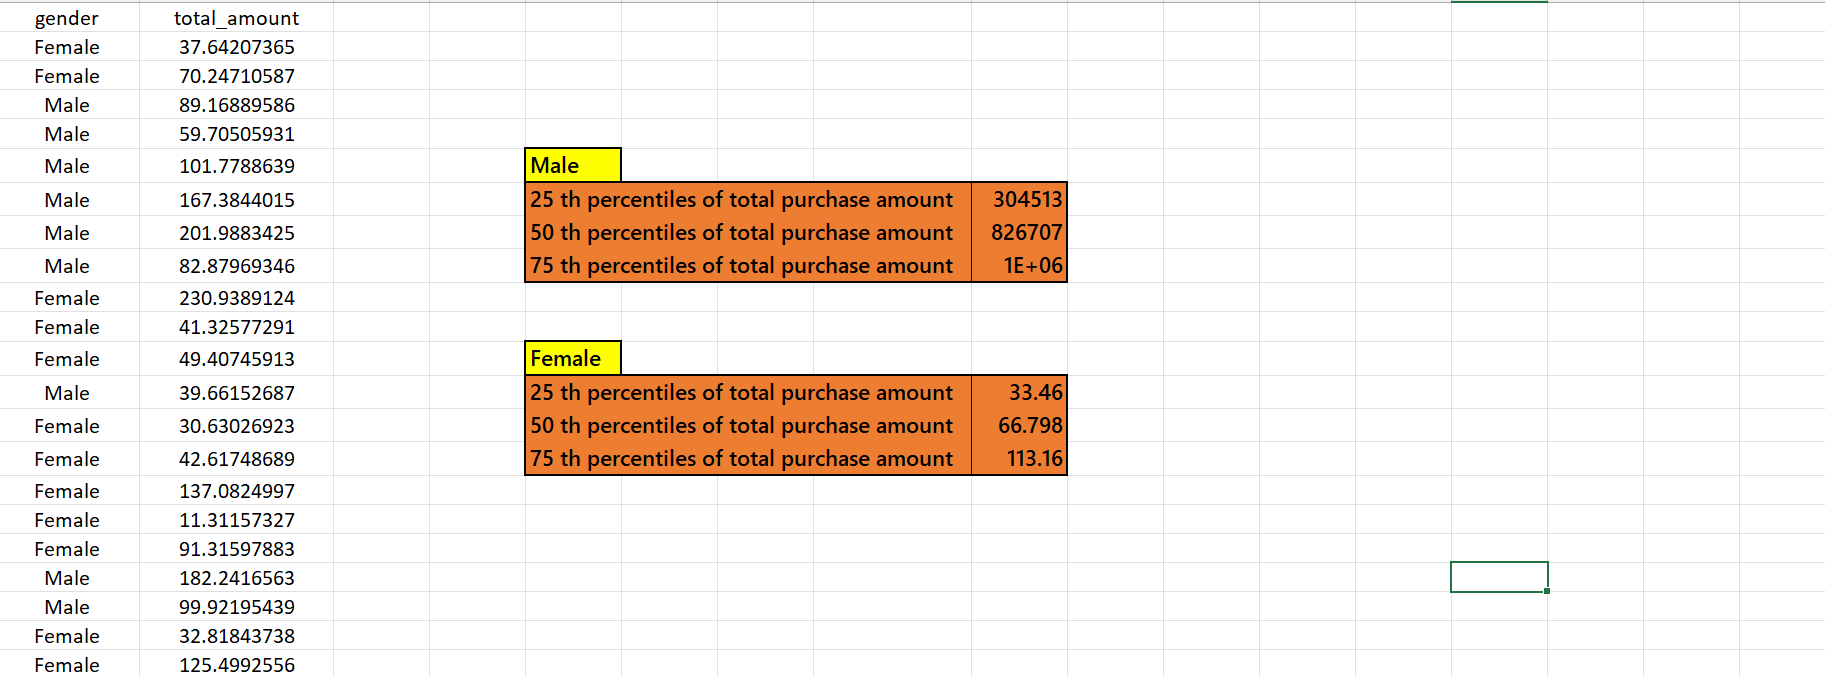 gender total_amount
Female 37.64207365
Female 70.24710587
Male 89.16889586
Male 59.70505931
Male 101.7788639 Male
Male 167.3844015 25 th percentiles of total purchase amount 304513
Male 201.9883425 50 th percentiles of total purchase amount 826707
Male 82.87969346 75 th percentiles of total purchase amount 1E+06
Female 230.9389124
Female 41.32577291
Female 49.40745913 Female
Male 39.66152687 25 th percentiles of total purchase amount 33.46
Female 30.63026923 50 th percentiles of total purchase amount 66.798
Female 42.61748689 75 th percentiles of total purchase amount 113.16
Female 137.0824997
Female 11.31157327
Female 91.31597883
Male 182.2416563
Male 99.92195439
Female 32.81843738
Female 125.4992556